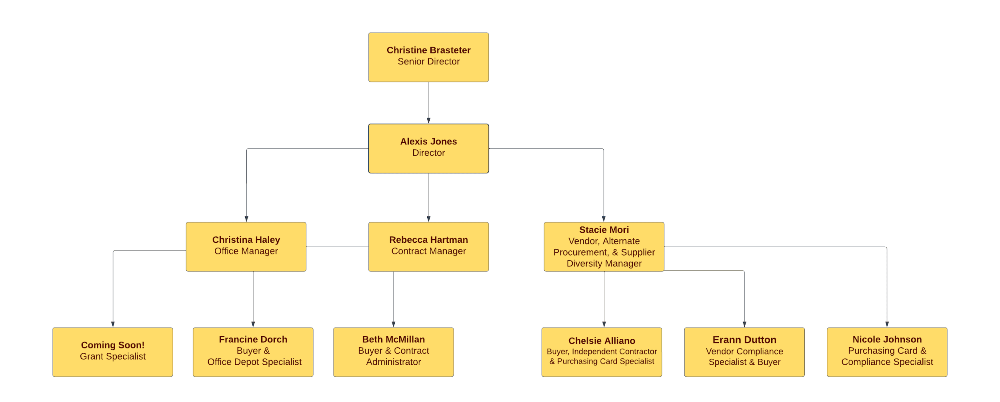 Christine Brasteter
Senior Director
Alexis Jones
Director
Christina Haley
Office Manager
Rebecca Hartman
Contract Manager
Stacie Mori
Vendor, Alternate
Procurement, & Supplier
Diversity Manager
Coming Soon!
Grant Specialist
Francine Dorch
Buyer &
Office Depot Specialist
Beth McMillan
Buyer & Contract
Administrator
Chelsie Alliano
Buyer, Independent Contractor
& Purchasing Card Specialist
Erann Dutton
Vendor Compliance
Specialist & Buyer
Nicole Johnson
Purchasing Card &
Compliance Specialist